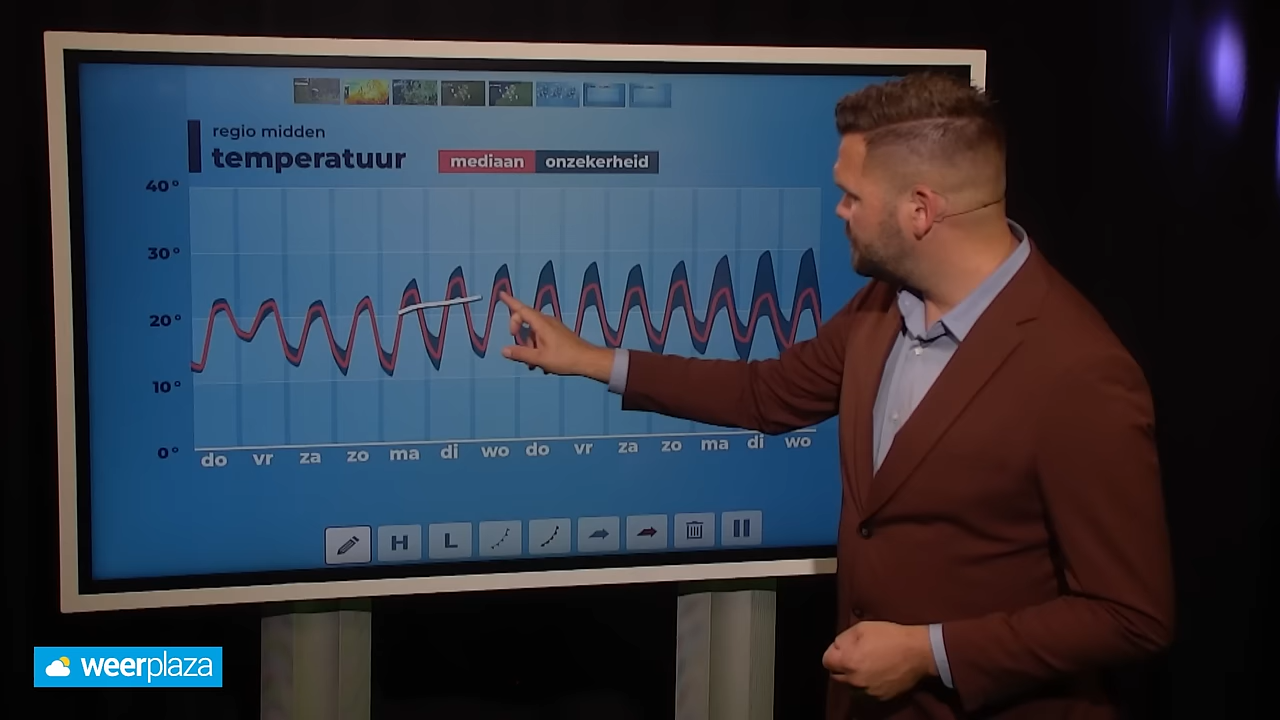 regio midden
temperatuur
mediaan onzekerheid
40°
30°
20°
10°
0°
do vr za zo ma di wo do vr za zo ma di wo
H L
weerplaza